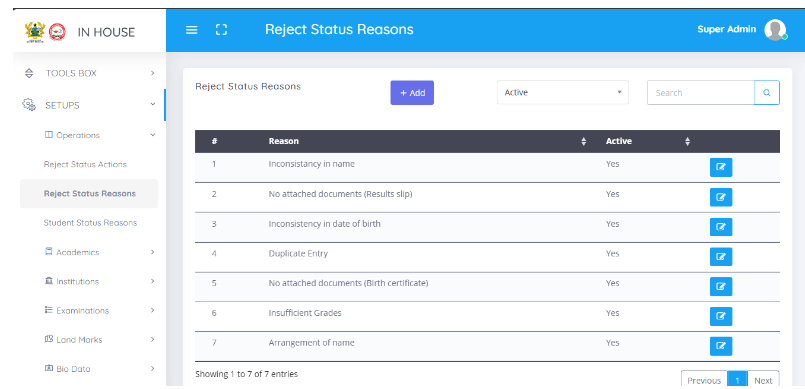 IN HOUSE
Reject Status Reasons
Super Admin
TOOLS BOX
SETUPS
Operations
Reject Status Actions
Reject Status Reasons
Student Status Reasons
Academics
Institutions
Examinations
Land Marks
Bio Data
Reject Status Reasons
+ Add
Active
Search
# Reason Active
1 Inconsistancy in name Yes
2 No attached documents (Results slip) Yes
3 Inconsistency in date of birth Yes
4 Duplicate Entry Yes
5 No attached documents (Birth certificate) Yes
6 Insufficient Grades Yes
7 Arrangement of name Yes
Showing 1 to 7 of 7 entries
Previous 1 Next